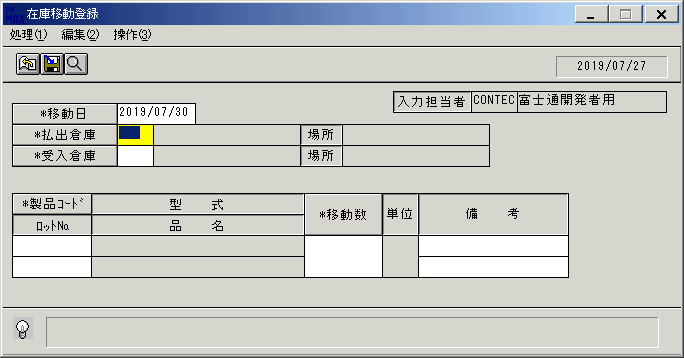 在庫移動登録
処理(1) 編集(2) 操作(3)
2019/07/27
入力担当者 CONTEC 富士通開発者用
*移動日 2019/07/30
*払出倉庫 場所
*受入倉庫 場所
*製品コード 型 式 *移動数 単位 備 考
ロットNo. 品 名